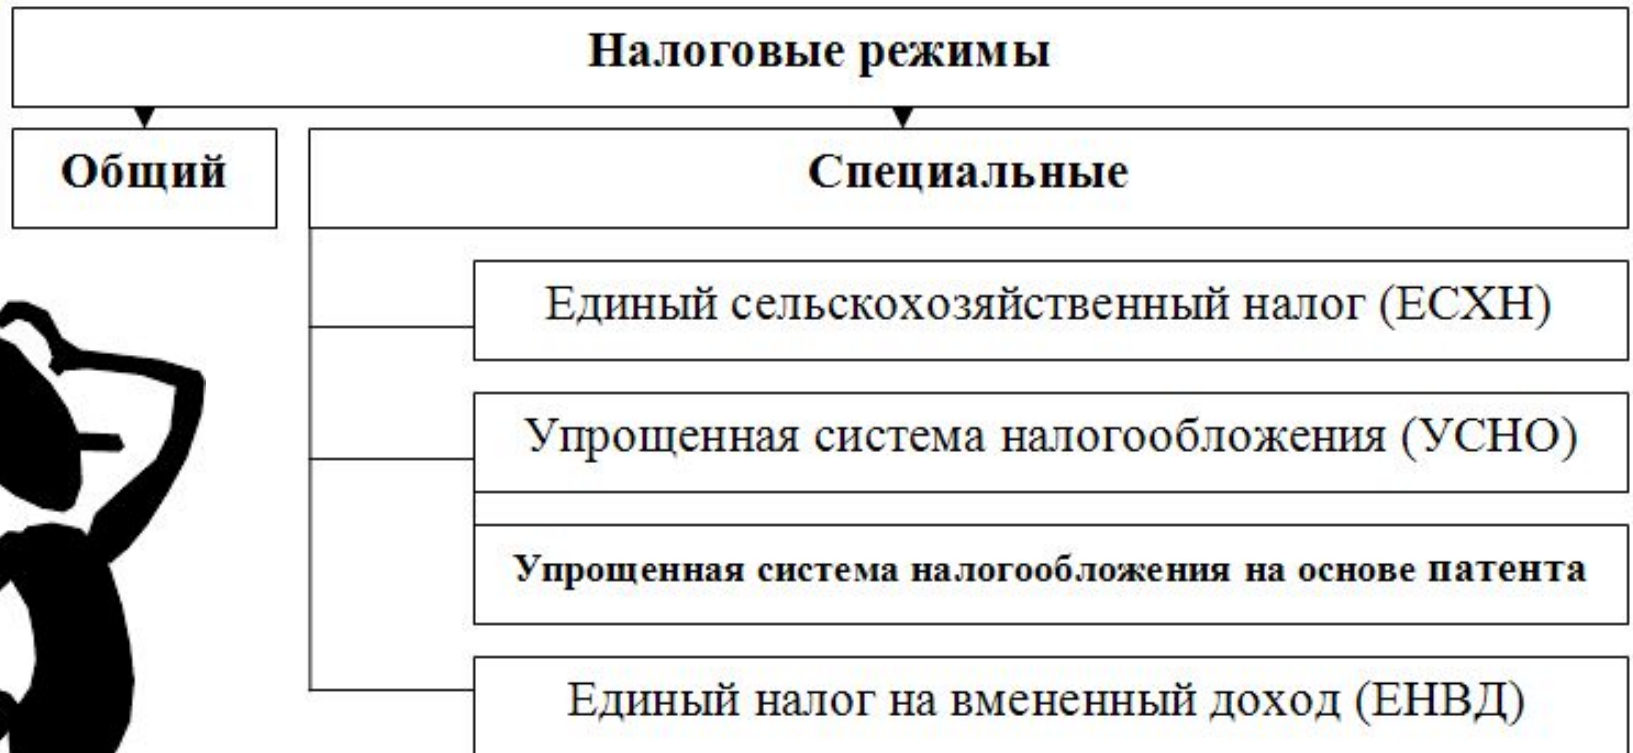 Налоговые режимы
Общий
Специальные
Единый сельскохозяйственный налог (ЕСХН)
Упрощенная система налогообложения (УСНО)
Упрощенная система налогообложения на основе патента
Единый налог на вмененный доход (ЕНВД)